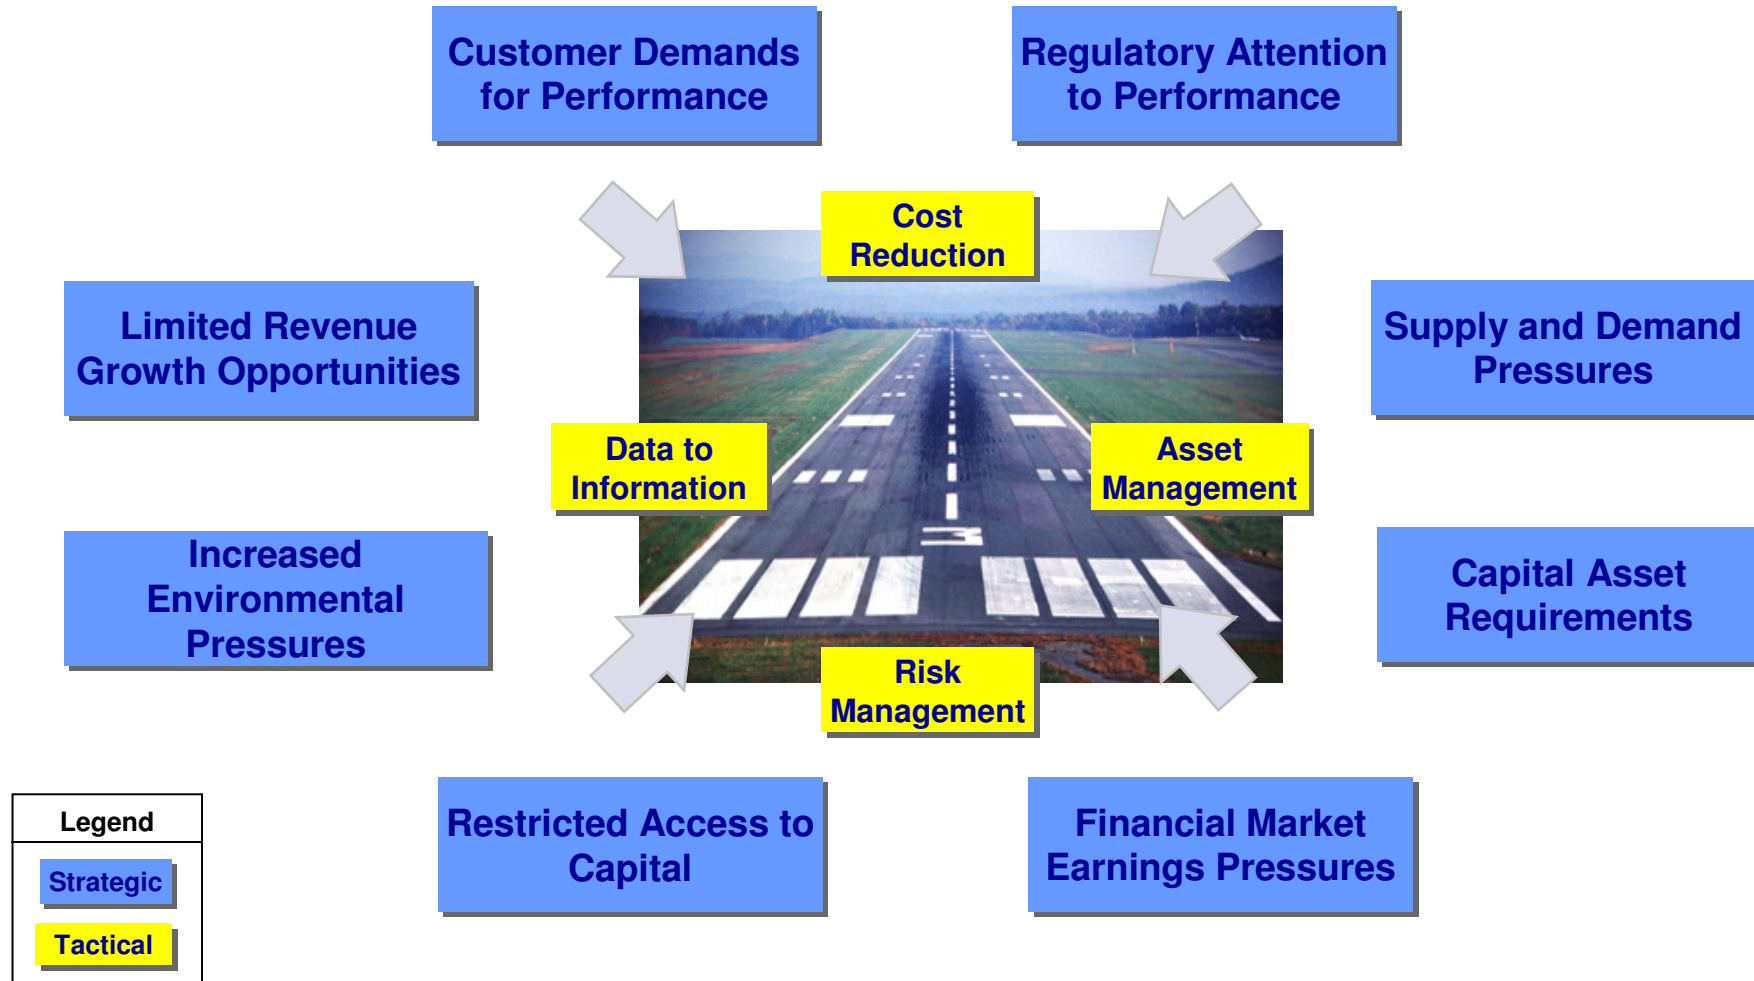 Customer Demands
for Performance
Regulatory Attention
to Performance
Cost
Reduction
Limited Revenue
Growth Opportunities
Supply and Demand
Pressures
Data to
Information
Asset
Management
Increased
Environmental
Pressures
Capital Asset
Requirements
Risk
Management
Restricted Access to
Capital
Financial Market
Earnings Pressures
Legend
Strategic
Tactical